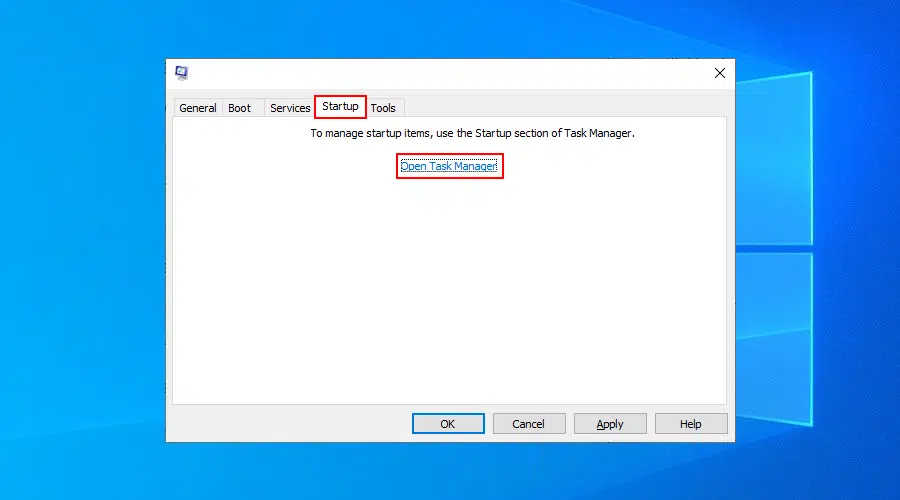 General Boot Services Startup Tools
To manage startup items, use the Startup section of Task Manager.
Open Task Manager
OK Cancel Apply Help